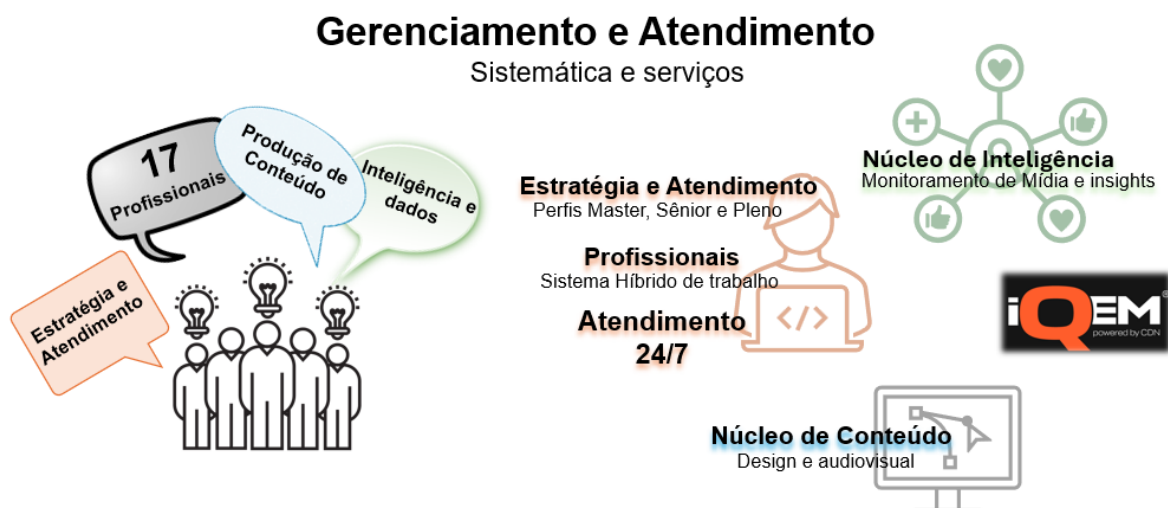 Gerenciamento e Atendimento
Sistemática e serviços
17
Profissionais
Produção de
Conteúdo
Inteligência e
dados
Estratégia e
Atendimento
Estratégia e Atendimento
Perfis Master, Sênior e Pleno
Profissionais
Sistema Híbrido de trabalho
Atendimento
24/7
</>
Núcleo de Inteligência
Monitoramento de Mídia e insights
iQEM®
powered by CDN
Núcleo de Conteúdo
Design e audiovisual